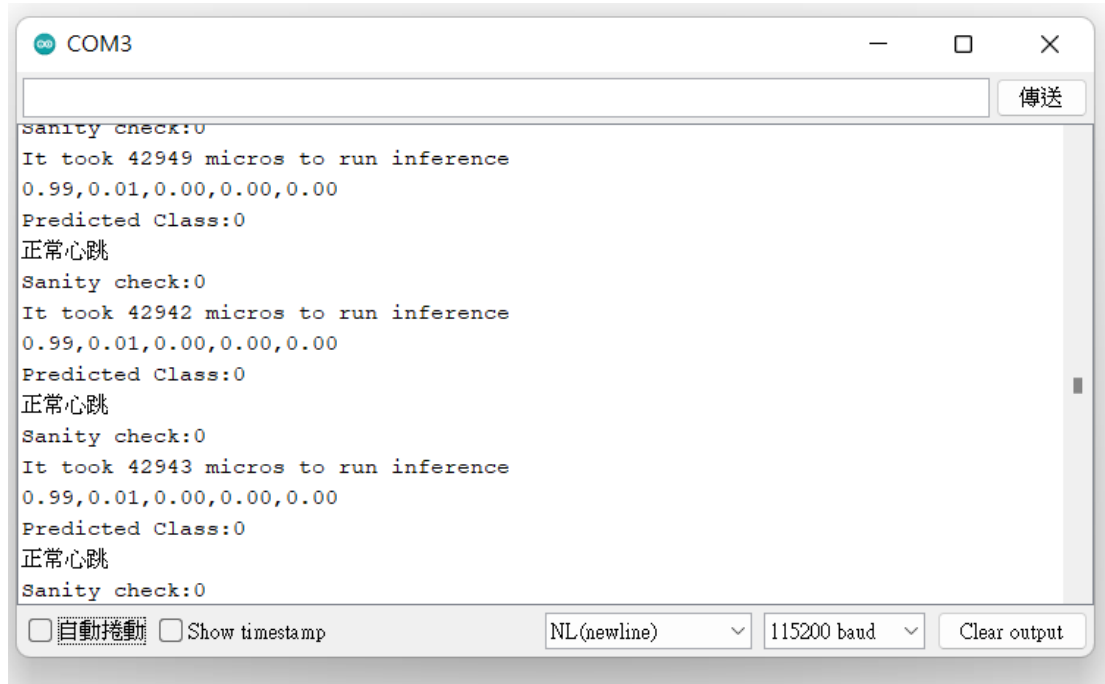 COM3
傳送
Sanity check:0
It took 42949 micros to run inference
0.99,0.01,0.00,0.00,0.00
Predicted Class:0
正常心跳
Sanity check:0
It took 42942 micros to run inference
0.99,0.01,0.00,0.00,0.00
Predicted Class:0
正常心跳
Sanity check:0
It took 42943 micros to run inference
0.99,0.01,0.00,0.00,0.00
Predicted Class:0
正常心跳
Sanity check:0
自動捲動 Show timestamp NL(newline) 115200 baud Clear output